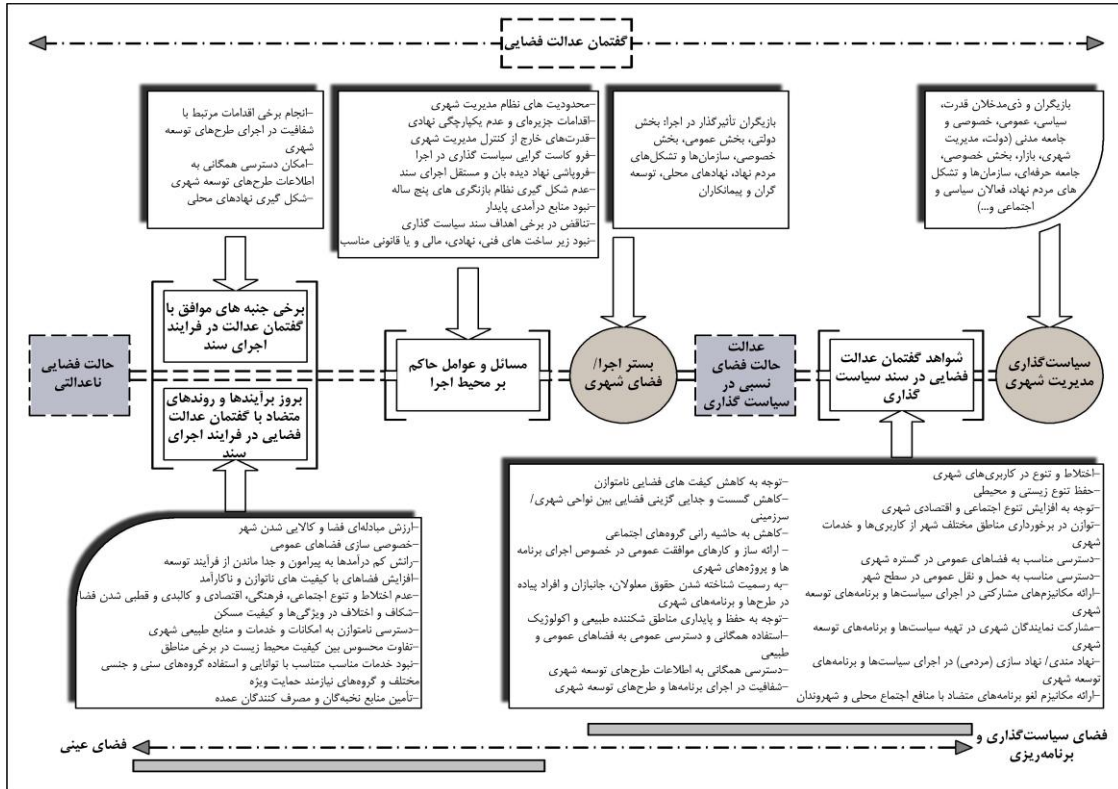 گفتمان عدالت فضایی
بازیگران و ذی‌مدخلان قدرت،
سیاسی، عمومی، خصوصی و
جامعه مدنی (دولت، مدیریت
شهری، بازار، بخش خصوصی،
جامعه حرفه‌ای، سازمان‌ها و تشکل
های مردم نهاد، فعالان سیاسی و
اجتماعی و...)
بازیگران تأثیرگذار در اجرا: بخش
دولتی، بخش عمومی، بخش
خصوصی، سازمان‌ها و تشکل‌های
مردم نهاد، نهادهای محلی، توسعه
گران و پیمانکاران
-محدودیت های نظام مدیریت شهری
-اقدامات جزیره‌ای و عدم یکپارچگی نهادی
-قدرت‌های خارج از کنترل مدیریت شهری
-فرو کاست گرایی سیاست گذاری در اجرا
-فروپاشی نهاد دیده بان و مستقل اجرای سند
-عدم شکل گیری نظام بازنگری های پنج ساله
-نبود منابع درآمدی پایدار
-تناقض در برخی اهداف سند سیاست گذاری
-نبود زیر ساخت های فنی، نهادی، مالی و یا قانونی مناسب
-انجام برخی اقدامات مرتبط با
شفافیت در اجرای طرح‌های توسعه
شهری
-امکان دسترسی همگانی به
اطلاعات طرح‌های توسعه شهری
-شکل گیری نهادهای محلی
سیاست‌گذاری
مدیریت شهری
شواهد گفتمان عدالت
فضایی در سند سیاست
گذاری
عدالت
حالت فضای
نسبی در
سیاست گذاری
بستر اجرا/
فضای شهری
مسائل و عوامل حاکم
بر محیط اجرا
برخی جنبه های موافق با
گفتمان عدالت در فرایند
اجرای سند
بروز برآیندها و روندهای
متضاد با گفتمان عدالت
فضایی در فرایند اجرای
سند
حالت فضایی
ناعدالتی
-اختلاط و تنوع در کاربری‌های شهری
-حفظ تنوع زیستی و محیطی
-توجه به افزایش تنوع اجتماعی و اقتصادی شهری
-توازن در برخورداری مناطق مختلف شهر از کاربری‌ها و خدمات
شهری
-دسترسی مناسب به فضاهای عمومی در گستره شهری
-دسترسی مناسب به حمل و نقل عمومی در سطح شهر
-ارائه مکانیزم‌های مشارکتی در اجرای سیاست‌ها و برنامه‌های توسعه
شهری
-مشارکت نمایندگان شهری در تهیه سیاست‌ها و برنامه‌های توسعه
شهری
-نهاد مندی/ نهاد سازی (مردمی) در اجرای سیاست‌ها و برنامه‌های
توسعه شهری
-ارائه مکانیزم لغو برنامه‌های متضاد با منافع اجتماع محلی و شهروندان
-توجه به کاهش کیفت های فضایی نامتوازن
-کاهش گسست و جدایی گزینی فضایی بین نواحی شهری/
سرزمینی
-کاهش به حاشیه رانی گروه‌های اجتماعی
- ارائه ساز و کارهای موافقت عمومی در خصوص اجرای برنامه
ها و پروژه‌های شهری
-به رسمیت شناخته شدن حقوق معلولان، جانبازان و افراد پیاده
در طرح‌ها و برنامه‌های شهری
-توجه به حفظ و پایداری مناطق شکننده طبیعی و اکولوژیک
-استفاده همگانی و دسترسی عمومی به فضاهای عمومی و
طبیعی
-دسترسی همگانی به اطلاعات طرح‌های توسعه شهری
-شفافیت در اجرای برنامه‌ها و طرح‌های توسعه شهری
-ارزش مبادله‌ای فضا و کالایی شدن شهر
-خصوصی سازی فضاهای عمومی
-رانش کم درآمدها به پیرامون و جدا ماندن از فرآیند توسعه
-افزایش فضاهای با کیفیت های ناتوازن و ناکارآمد
-عدم اختلاط و تنوع اجتماعی، فرهنگی، اقتصادی و کالبدی و قطبی شدن فضا
-شکاف و اختلاف در ویژگی‌ها و کیفیت مسکن
-دسترسی نامتوازن به امکانات و خدمات و منابع طبیعی شهری
-تفاوت محسوس بین کیفیت محیط زیست در برخی مناطق
-نبود خدمات مناسب متناسب با توانایی و استفاده گروه‌های سنی و جنسی
مختلف و گروه‌های نیازمند حمایت ویژه
-تأمین منابع نخبه‌گان و مصرف کنندگان عمده
فضای سیاست‌گذاری و
برنامه‌ریزی
فضای عینی